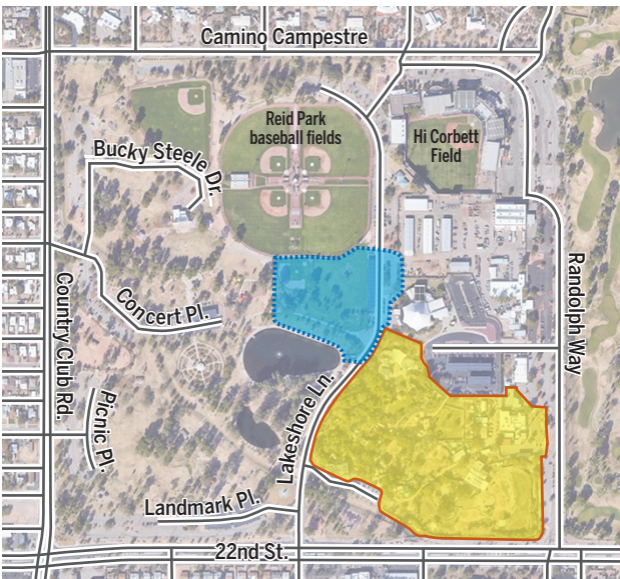 Camino Campestre
Reid Park
baseball fields
Hi Corbett
Field
Bucky Steele Dr.
Concert Pl.
Country Club Rd.
Randolph Way
Picnic Pl.
Lakeshore Ln.
Landmark Pl.
22nd St.